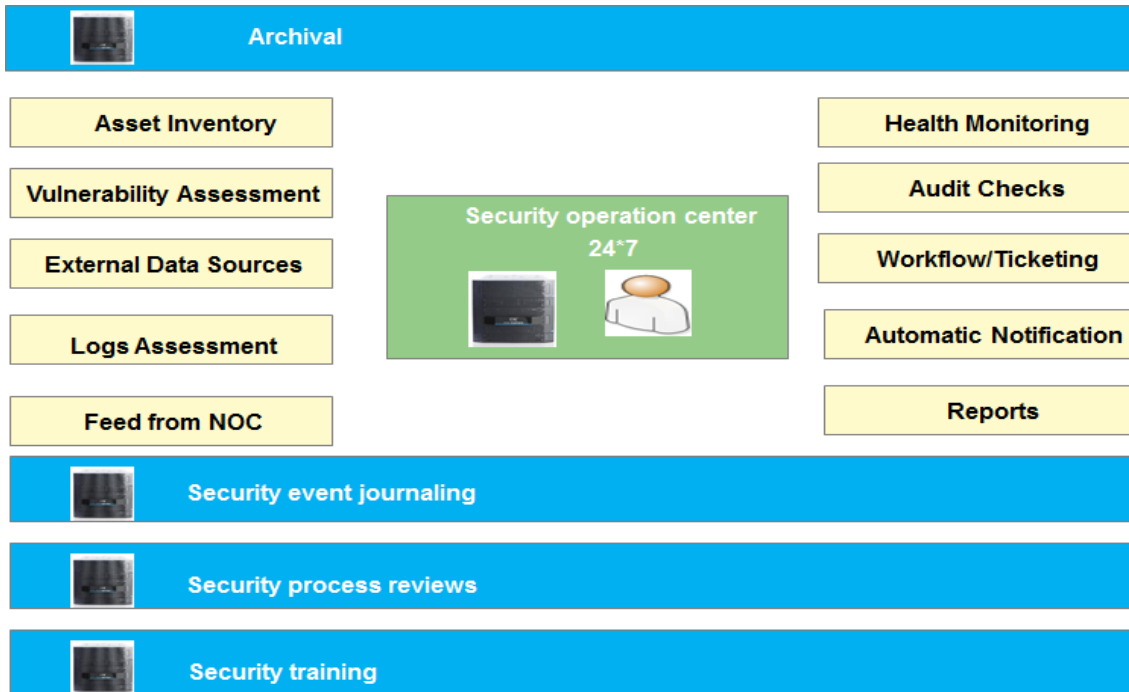 Archival
Asset Inventory
Vulnerability Assessment
External Data Sources
Logs Assessment
Feed from NOC
Security operation center
24*7
Health Monitoring
Audit Checks
Workflow/Ticketing
Automatic Notification
Reports
Security event journaling
Security process reviews
Security training